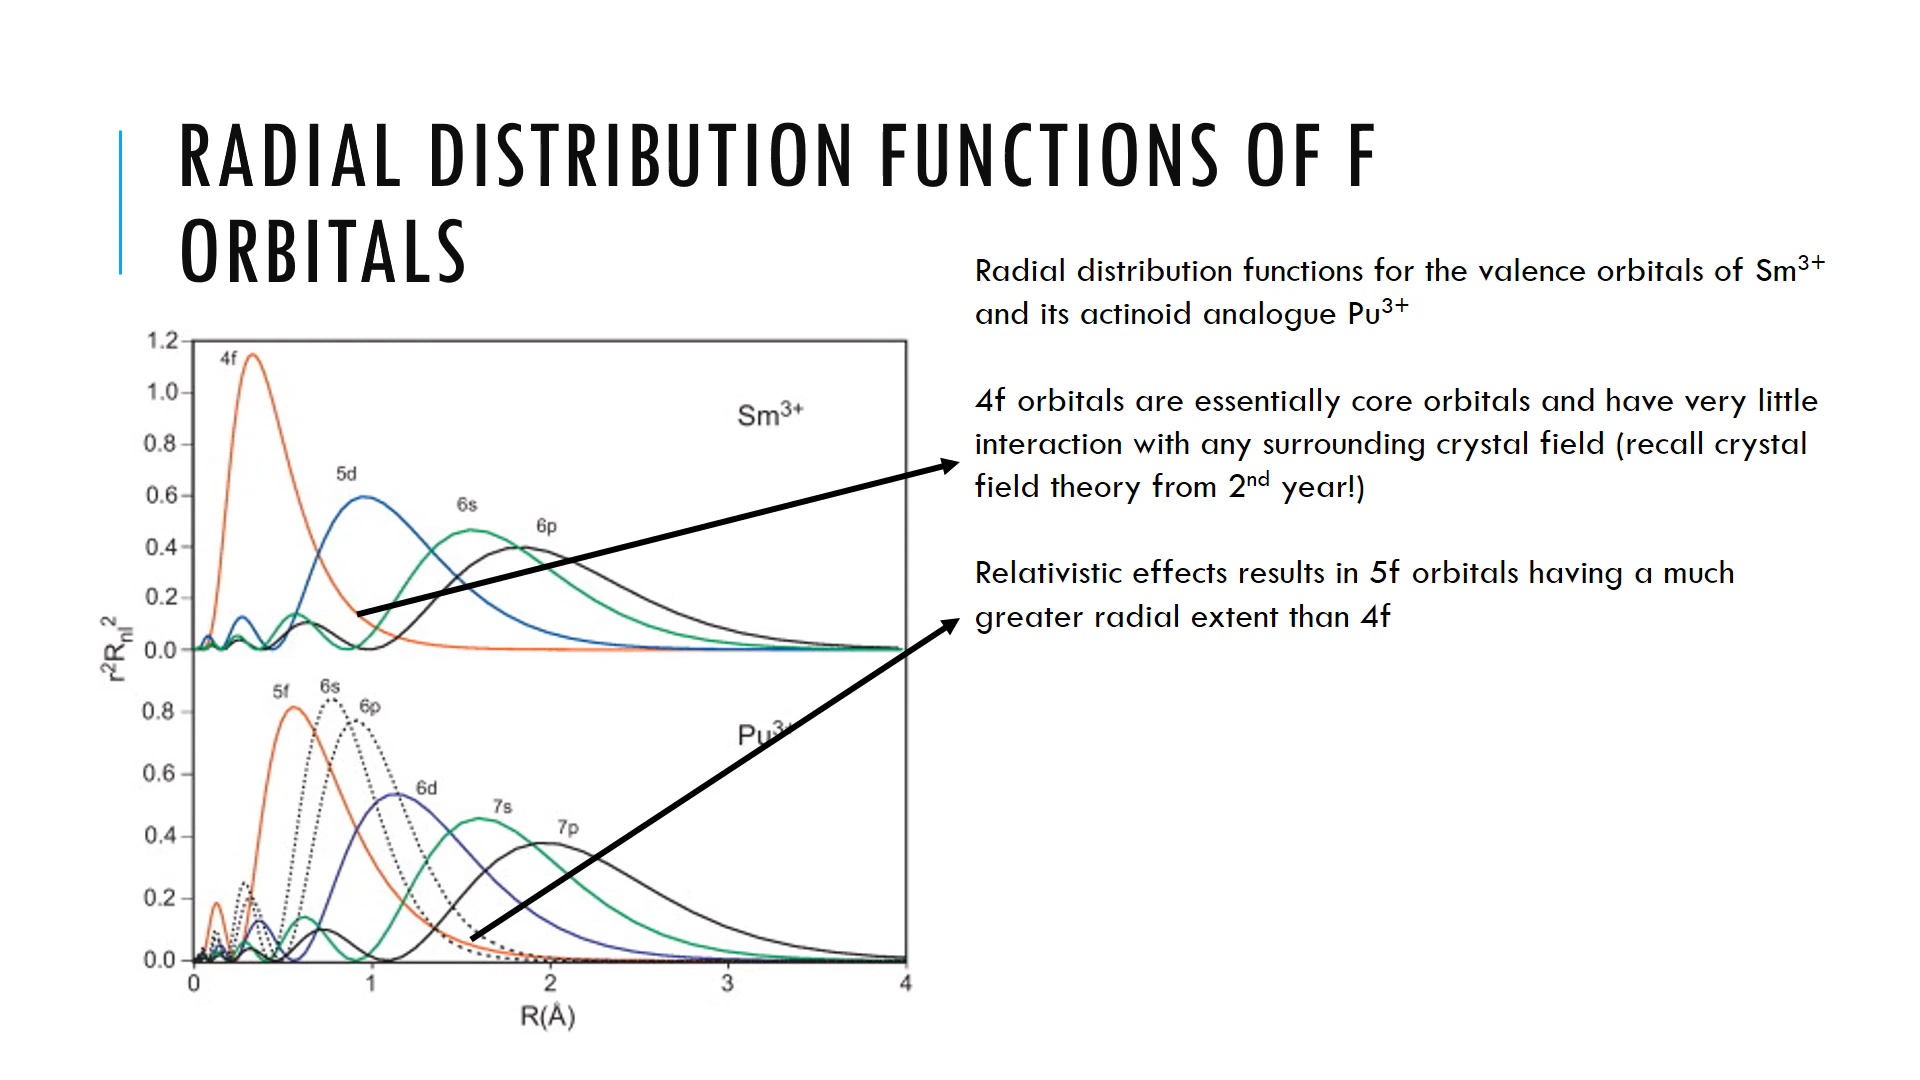 RADIAL DISTRIBUTION FUNCTIONS OF F
ORBITALS
Radial distribution functions for the valence orbitals of Sm³⁺
and its actinoid analogue Pu³⁺
4f orbitals are essentially core orbitals and have very little
interaction with any surrounding crystal field (recall crystal
field theory from 2ⁿᵈ year!)
Relativistic effects results in 5f orbitals having a much
greater radial extent than 4f
1.2
1.0
0.8
0.6
0.4
0.2
0.0
4f
5d
6s
6p
Sm³⁺
r²Rₙₗ²
0.8
0.6
0.4
0.2
0.0
5f
6s
6p
6d
7s
7p
Pu³⁺
0 1 2 3 4
R(Å)